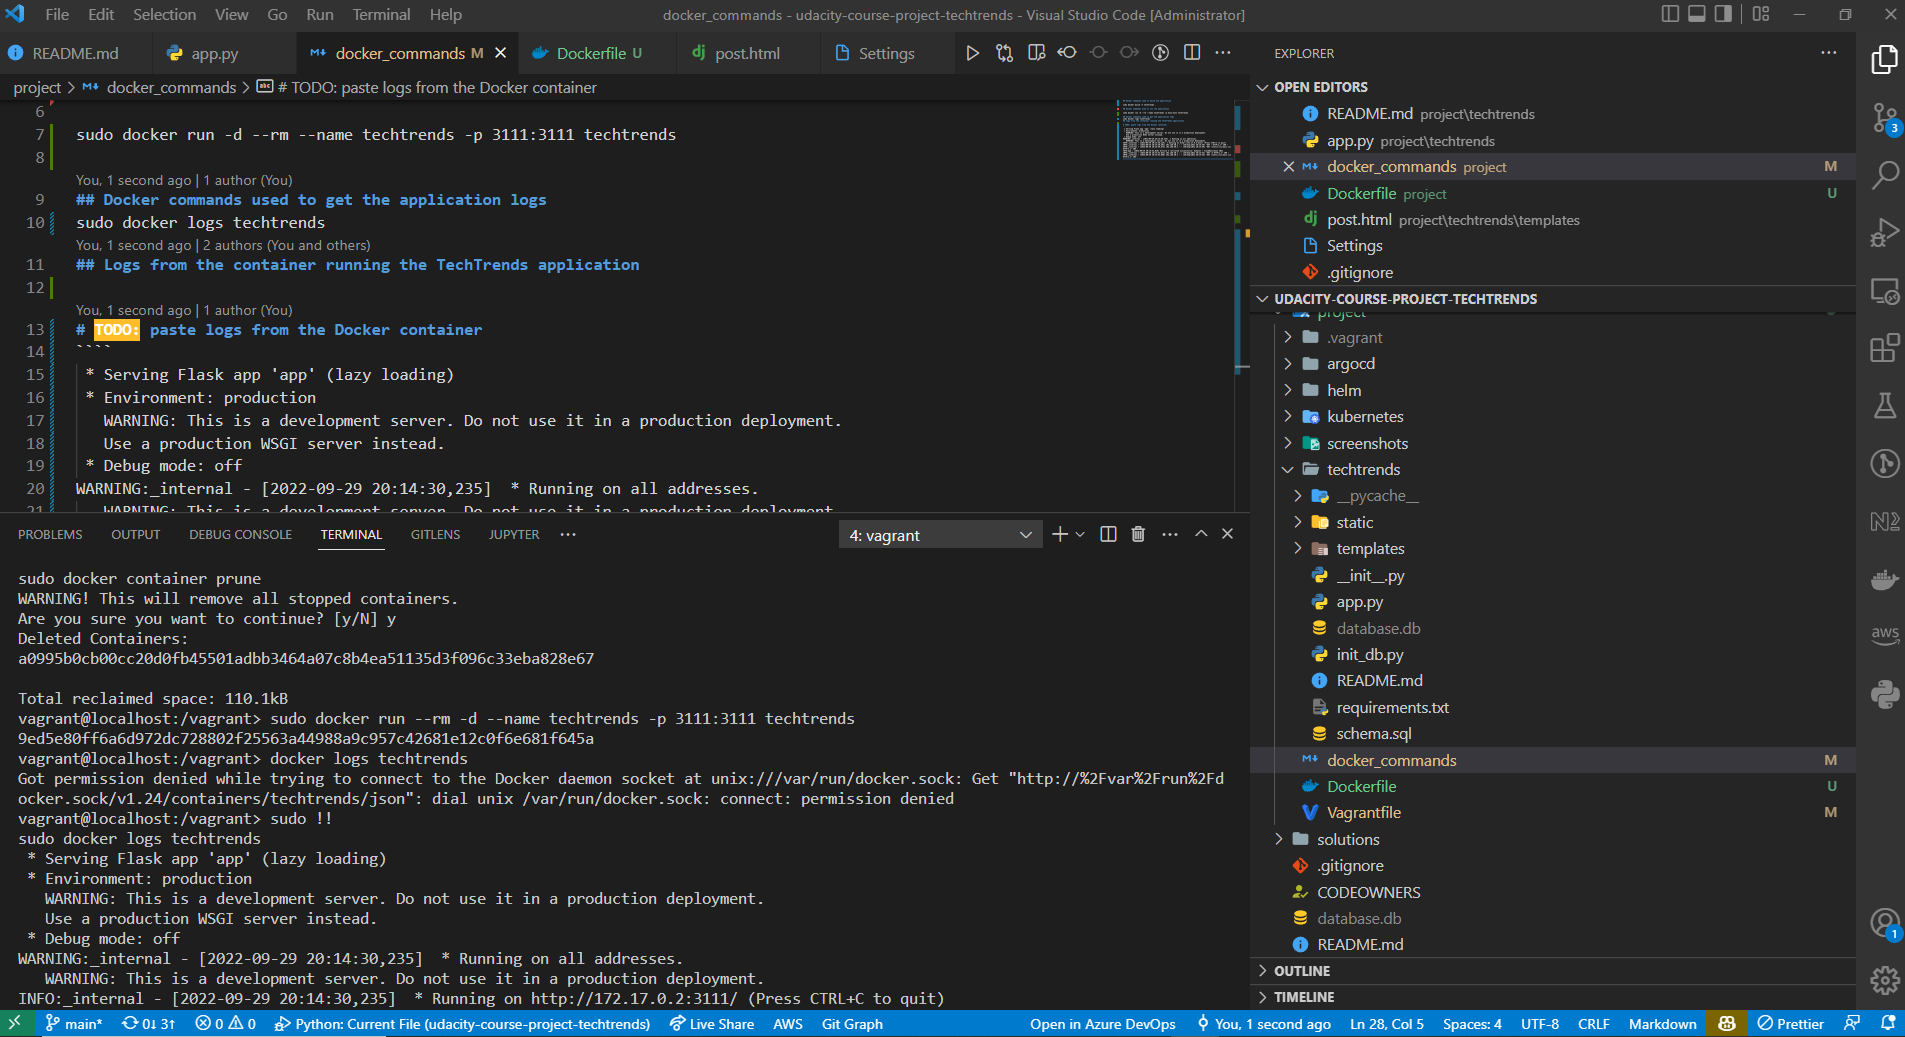 File Edit Selection View Go Run Terminal Help
docker_commands - udacity-course-project-techtrends - Visual Studio Code [Administrator]
README.md
app.py
docker_commands M
Dockerfile U
post.html
Settings
project > docker_commands > # TODO: paste logs from the Docker container
6
7 sudo docker run -d --rm --name techtrends -p 3111:3111 techtrends
8
You, 1 second ago | 1 author (You)
9 ## Docker commands used to get the application logs
10 sudo docker logs techtrends
You, 1 second ago | 2 authors (You and others)
11 ## Logs from the container running the TechTrends application
12
You, 1 second ago | 1 author (You)
13 # TODO: paste logs from the Docker container
14 ````
15 * Serving Flask app 'app' (lazy loading)
16 * Environment: production
17 WARNING: This is a development server. Do not use it in a production deployment.
18 Use a production WSGI server instead.
19 * Debug mode: off
20 WARNING:_internal - [2022-09-29 20:14:30,235]  * Running on all addresses.
21 WARNING: This is a development server. Do not use it in a production deployment.
PROBLEMS OUTPUT DEBUG CONSOLE TERMINAL GITLENS JUPYTER ···
4: vagrant
sudo docker container prune
WARNING! This will remove all stopped containers.
Are you sure you want to continue? [y/N] y
Deleted Containers:
a0995b0cb00cc20d0fb45501adbb3464a07c8b4ea51135d3f096c33eba828e67
Total reclaimed space: 110.1kB
vagrant@localhost:/vagrant> sudo docker run --rm -d --name techtrends -p 3111:3111 techtrends
9ed5e80ff6a6d972dc728802f25563a44988a9c957c42681e12c0f6e681f645a
vagrant@localhost:/vagrant> docker logs techtrends
Got permission denied while trying to connect to the Docker daemon socket at unix:///var/run/docker.sock: Get "http://%2Fvar%2Frun%2Fd
ocker.sock/v1.24/containers/techtrends/json": dial unix /var/run/docker.sock: connect: permission denied
vagrant@localhost:/vagrant> sudo !!
sudo docker logs techtrends
* Serving Flask app 'app' (lazy loading)
* Environment: production
WARNING: This is a development server. Do not use it in a production deployment.
Use a production WSGI server instead.
* Debug mode: off
WARNING:_internal - [2022-09-29 20:14:30,235]  * Running on all addresses.
WARNING: This is a development server. Do not use it in a production deployment.
INFO:_internal - [2022-09-29 20:14:30,235]  * Running on http://172.17.0.2:3111/ (Press CTRL+C to quit)
EXPLORER
OPEN EDITORS
README.md project\techtrends
app.py project\techtrends
docker_commands project M
Dockerfile project U
post.html project\techtrends\templates
Settings
.gitignore
UDACITY-COURSE-PROJECT-TECHTRENDS
project
.vagrant
argocd
helm
kubernetes
screenshots
techtrends
__pycache__
static
templates
__init__.py
app.py
database.db
init_db.py
README.md
requirements.txt
schema.sql
docker_commands M
Dockerfile U
Vagrantfile M
solutions
.gitignore
CODEOWNERS
database.db
README.md
OUTLINE
TIMELINE
3
aws
1
main* 0↓ 3↑ 0 0 Python: Current File (udacity-course-project-techtrends) Live Share AWS Git Graph
Open in Azure DevOps You, 1 second ago Ln 28, Col 5 Spaces: 4 UTF-8 CRLF Markdown Prettier